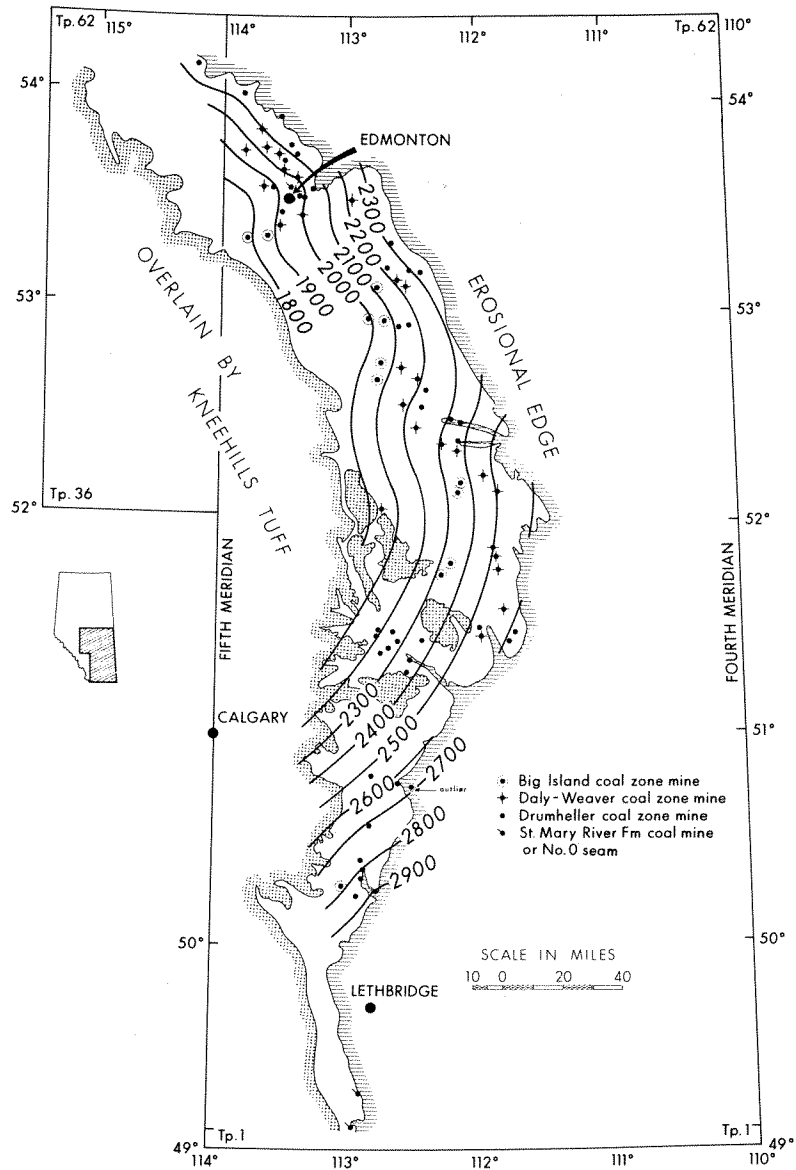 Tp. 62
115°
114°
113°
112°
111°
Tp. 62
110°
54°
54°
EDMONTON
2300
2200
2100
2000
1900
1800
53°
53°
OVERLAIN BY KNEEHILLS TUFF
EROSIONAL EDGE
Tp. 36
52°
52°
FIFTH MERIDIAN
FOURTH MERIDIAN
CALGARY
51°
2300
2400
2500
2600
2700
2800
2900
outlier
Big Island coal zone mine
Daly-Weaver coal zone mine
Drumheller coal zone mine
St. Mary River Fm coal mine
or No. 0 seam
50°
50°
SCALE IN MILES
10 0 20 40
LETHBRIDGE
Tp. 1
Tp. 1
49°
49°
114°
113°
112°
111°
110°